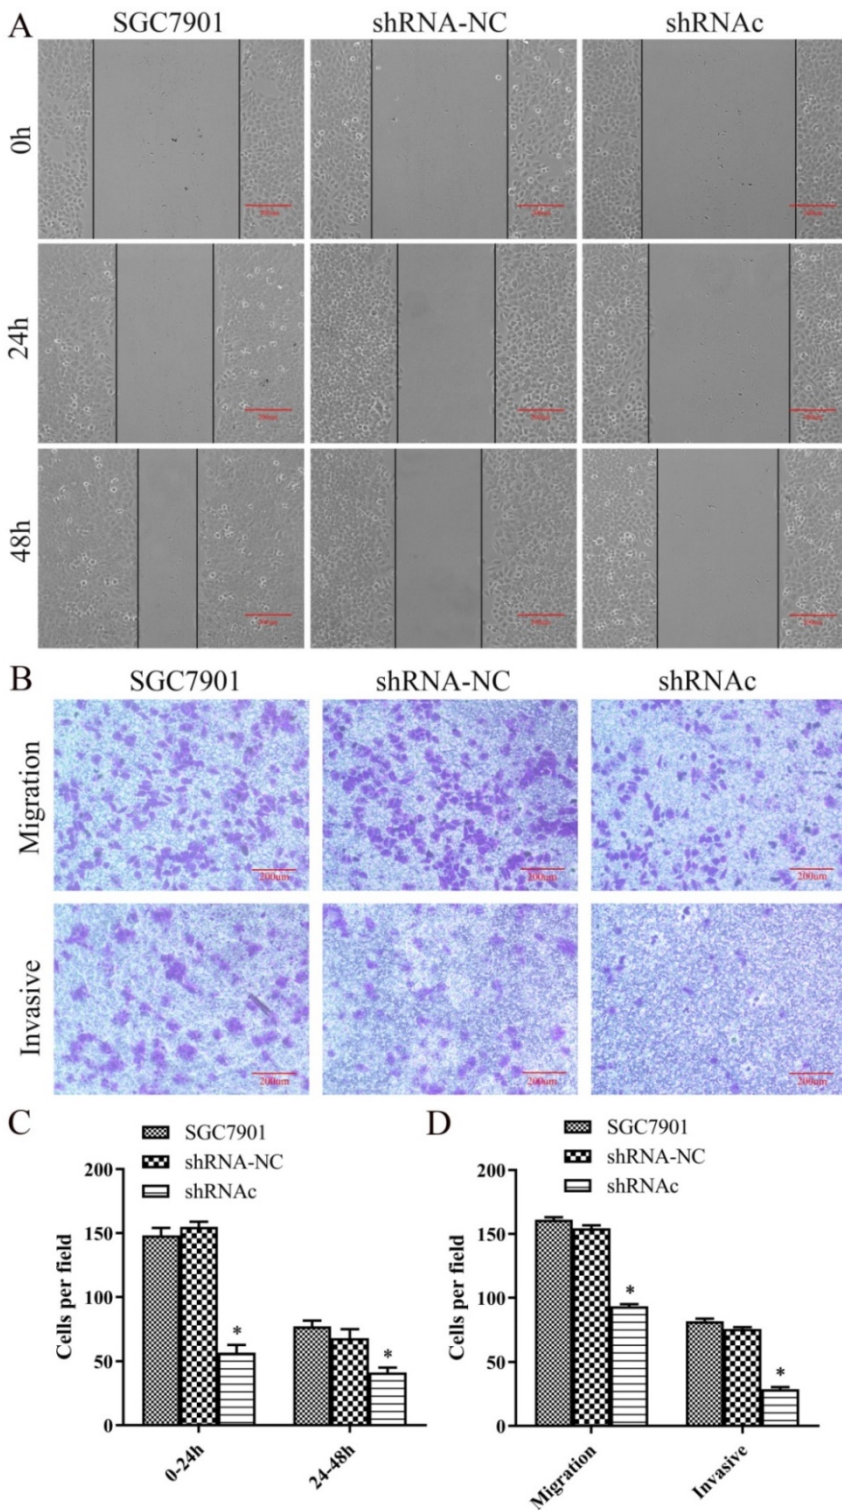 A
SGC7901 shRNA-NC shRNAc
0h
24h
48h
B
SGC7901 shRNA-NC shRNAc
Migration
200um 100um 200um
Invasive
200um 200um 200um
C
SGC7901
shRNA-NC
shRNAc
Cells per field
200
150
100
50
0
* *
0-24h 24-48h
D
SGC7901
shRNA-NC
shRNAc
Cells per field
200
150
100
50
0
* *
Migration Invasive